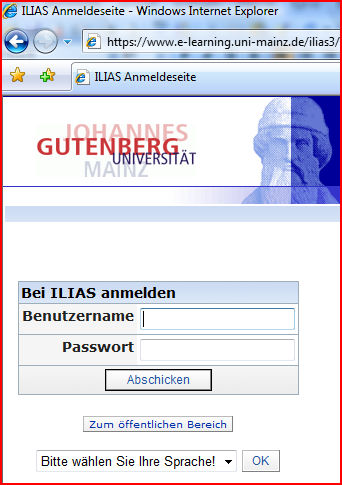 ILIAS Anmeldeseite - Windows Internet Explorer
https://www.e-learning.uni-mainz.de/ilias3/
ILIAS Anmeldeseite
JOHANNES
GUTENBERG
UNIVERSITÄT
MAINZ
Bei ILIAS anmelden
Benutzername
Passwort
Abschicken
Zum öffentlichen Bereich
Bitte wählen Sie Ihre Sprache! OK